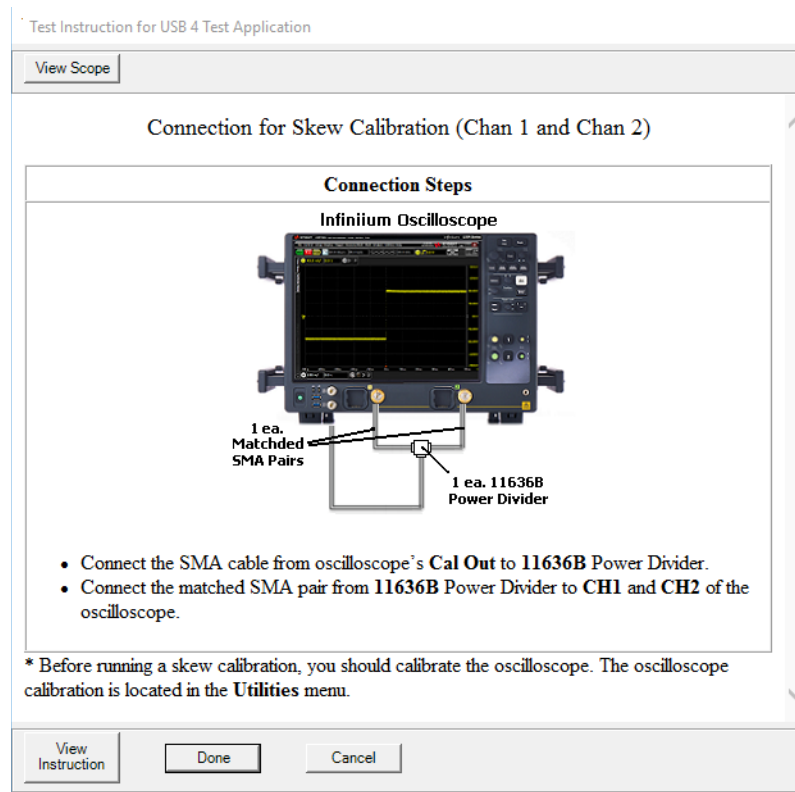 Test Instruction for USB 4 Test Application
View Scope
Connection for Skew Calibration (Chan 1 and Chan 2)
Connection Steps
Infiniium Oscilloscope
1 ea.
Matchded
SMA Pairs
1 ea. 11636B
Power Divider
• Connect the SMA cable from oscilloscope’s Cal Out to 11636B Power Divider.
• Connect the matched SMA pair from 11636B Power Divider to CH1 and CH2 of the
oscilloscope.
* Before running a skew calibration, you should calibrate the oscilloscope. The oscilloscope
calibration is located in the Utilities menu.
View
Instruction
Done
Cancel